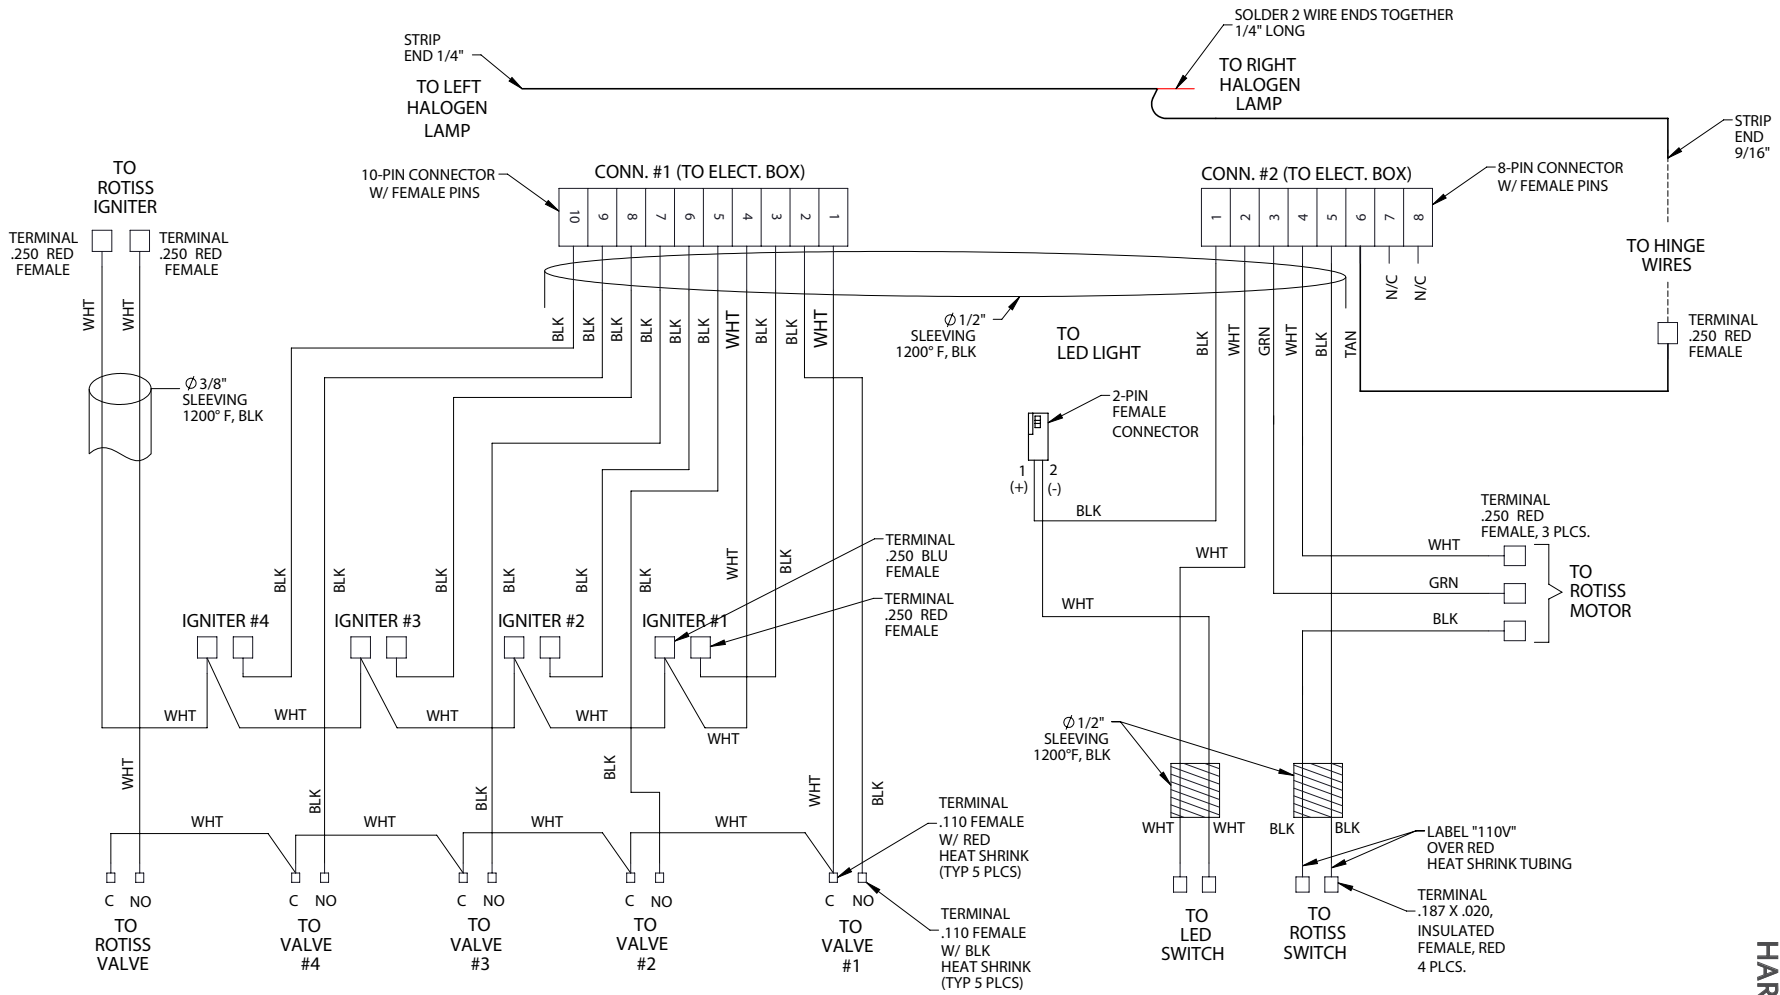 SOLDER 2 WIRE ENDS TOGETHER
1/4" LONG
STRIP
END 1/4"
TO LEFT
HALOGEN
LAMP
TO RIGHT
HALOGEN
LAMP
STRIP
END
9/16"
TO
ROTISS
IGNITER
10-PIN CONNECTOR
W/ FEMALE PINS
CONN. #1 (TO ELECT. BOX)
CONN. #2 (TO ELECT. BOX)
8-PIN CONNECTOR
W/ FEMALE PINS
10 9 8 7 6 5 4 3 2 1
1 2 3 4 5 6 7 8
TERMINAL
.250 RED
FEMALE
TERMINAL
.250 RED
FEMALE
TO HINGE
WIRES
N/C
N/C
WHT
WHT
BLK
BLK
BLK
BLK
BLK
BLK
WHT
BLK
BLK
WHT
Ø 1/2"
SLEEVING
1200° F, BLK
TO
LED LIGHT
BLK
WHT
GRN
WHT
BLK
TAN
TERMINAL
.250 RED
FEMALE
Ø 3/8"
SLEEVING
1200° F, BLK
2-PIN
FEMALE
CONNECTOR
1
(+)
2
(-)
BLK
TERMINAL
.250 RED
FEMALE, 3 PLCS.
WHT
WHT
GRN
BLK
TO
ROTISS
MOTOR
BLK
BLK
BLK
BLK
BLK
BLK
WHT
BLK
TERMINAL
.250 BLU
FEMALE
TERMINAL
.250 RED
FEMALE
WHT
IGNITER #4
IGNITER #3
IGNITER #2
IGNITER #1
WHT
WHT
WHT
WHT
WHT
Ø 1/2"
SLEEVING
1200°F, BLK
WHT
BLK
BLK
BLK
WHT
BLK
WHT
WHT
WHT
WHT
TERMINAL
.110 FEMALE
W/ RED
HEAT SHRINK
(TYP 5 PLCS)
WHT
WHT
BLK
BLK
LABEL "110V"
OVER RED
HEAT SHRINK TUBING
C NO
C NO
C NO
C NO
C NO
TO
ROTISS
VALVE
TO
VALVE
#4
TO
VALVE
#3
TO
VALVE
#2
TO
VALVE
#1
TERMINAL
.110 FEMALE
W/ BLK
HEAT SHRINK
(TYP 5 PLCS)
TO
LED
SWITCH
TO
ROTISS
SWITCH
TERMINAL
.187 X .020,
INSULATED
FEMALE, RED
4 PLCS.
HAR